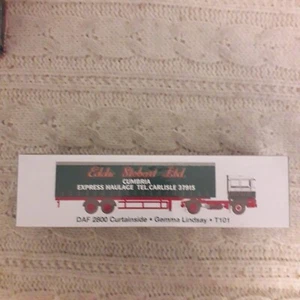 Eddie Stobart Ltd.
CUMBRIA
EXPRESS HAULAGE TEL. CARLISLE 37915
DAF 2800 Curtainside • Gemma Lindsay • T101